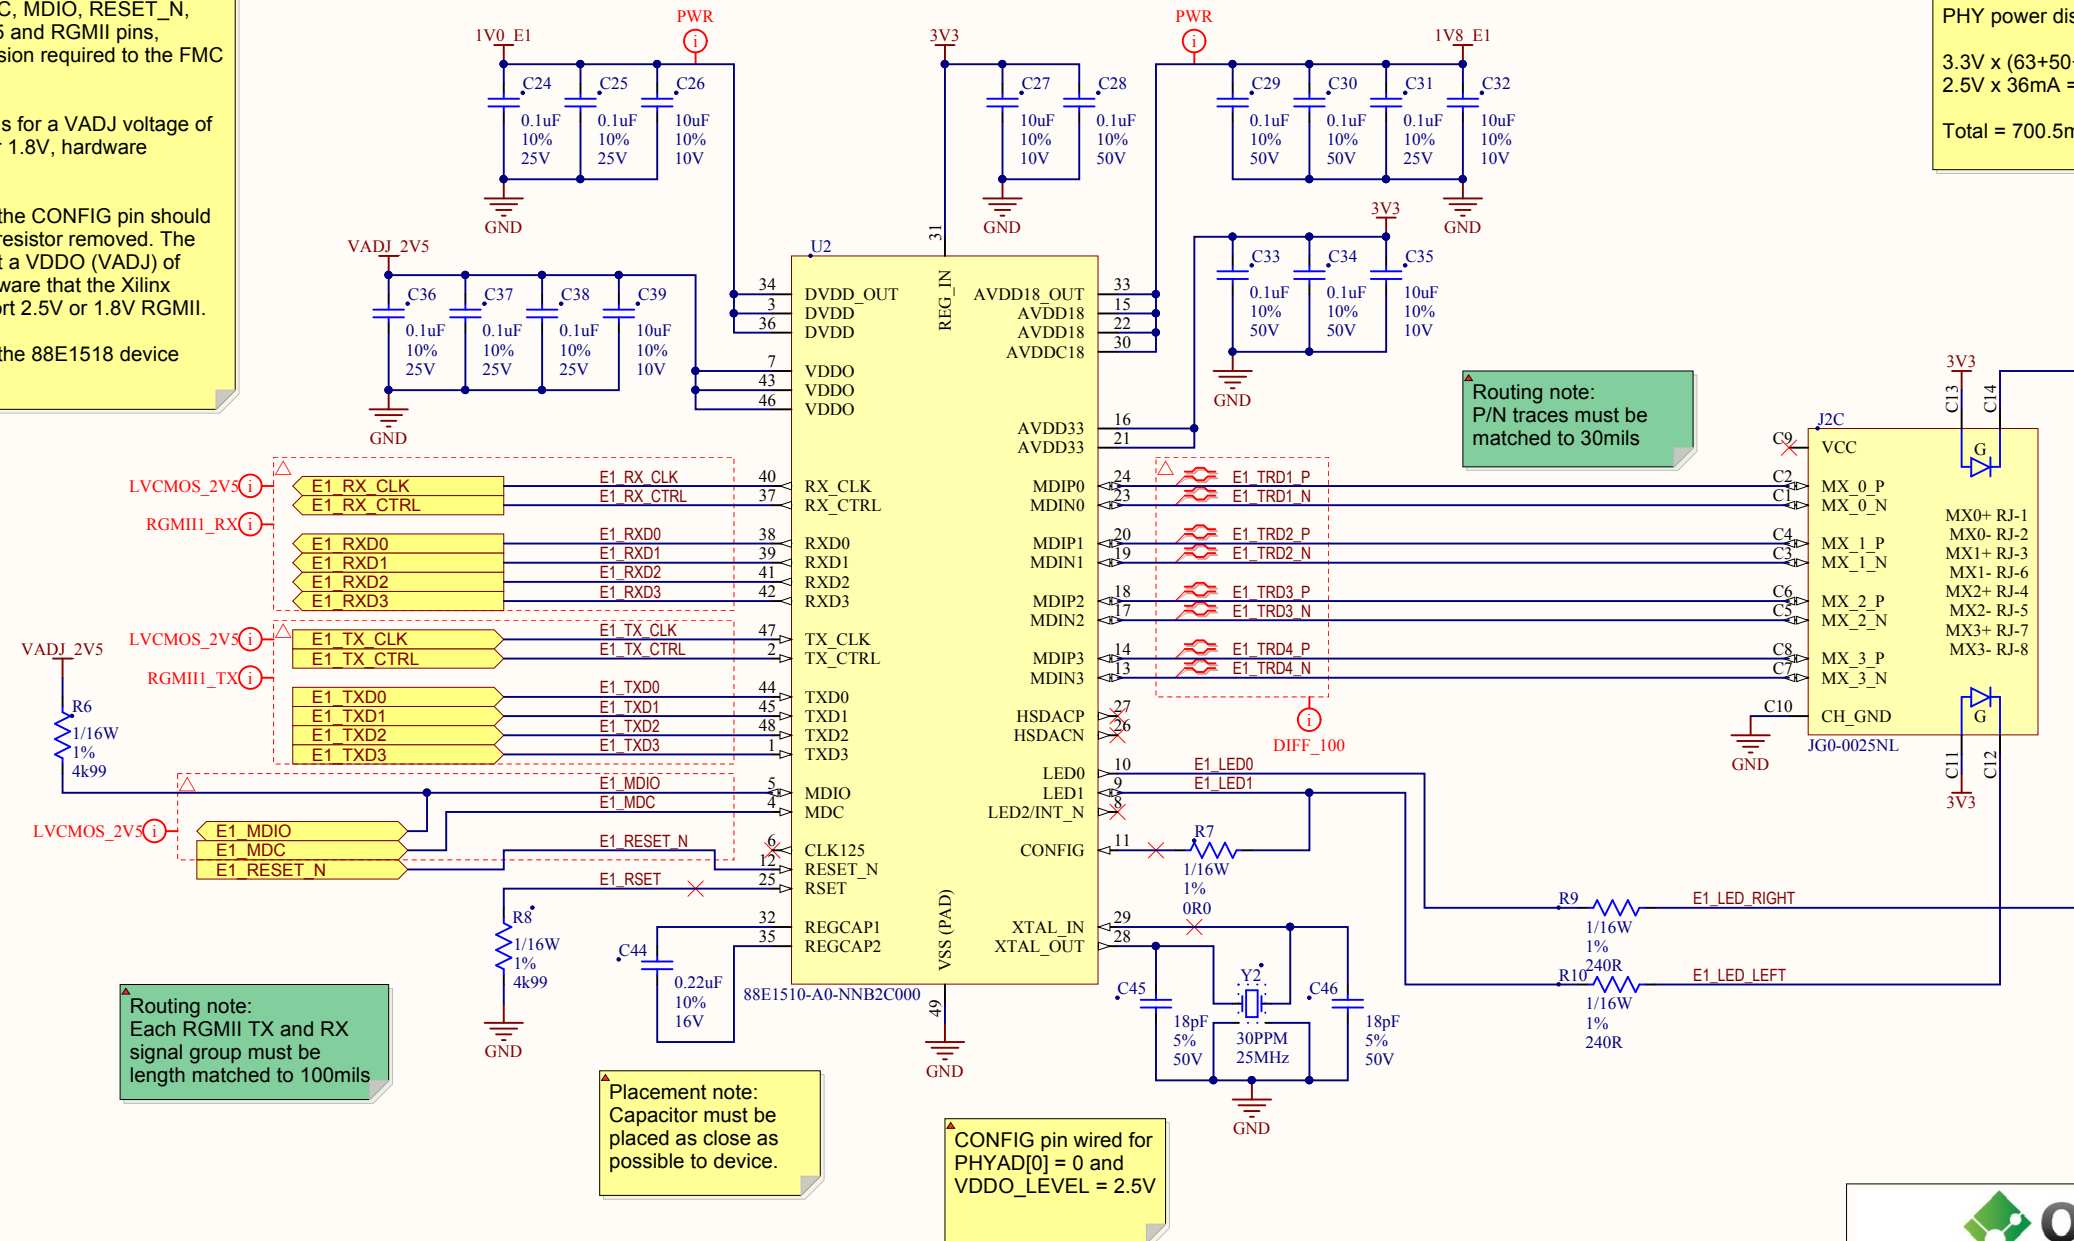 C, MDIO, RESET_N,
5 and RGMII pins,
sion required to the FMC
s for a VADJ voltage of
r 1.8V, hardware
the CONFIG pin should
resistor removed. The
t a VDDO (VADJ) of
ware that the Xilinx
ort 2.5V or 1.8V RGMII.
the 88E1518 device
PHY power dis
3.3V x (63+50+
2.5V x 36mA =
Total = 700.5m
1V0_E1
PWR
C24
0.1uF
10%
25V
C25
0.1uF
10%
25V
C26
10uF
10%
10V
GND
3V3
C27
10uF
10%
10V
C28
0.1uF
10%
50V
GND
PWR
1V8_E1
C29
0.1uF
10%
50V
C30
0.1uF
10%
50V
C31
0.1uF
10%
25V
C32
10uF
10%
10V
GND
3V3
C33
0.1uF
10%
50V
C34
0.1uF
10%
50V
C35
10uF
10%
10V
GND
VADJ_2V5
C36
0.1uF
10%
25V
C37
0.1uF
10%
25V
C38
0.1uF
10%
25V
C39
10uF
10%
10V
GND
U2
31
REG_IN
34 DVDD_OUT
3 DVDD
36 DVDD
7 VDDO
43 VDDO
46 VDDO
AVDD18_OUT 33
AVDD18 15
AVDD18 22
AVDDC18 30
AVDD33 16
AVDD33 21
LVCMOS_2V5 i
RGMII1_RX i
E1_RX_CLK E1_RX_CLK 40 RX_CLK
E1_RX_CTRL E1_RX_CTRL 37 RX_CTRL
E1_RXD0 E1_RXD0 38 RXD0
E1_RXD1 E1_RXD1 39 RXD1
E1_RXD2 E1_RXD2 41 RXD2
E1_RXD3 E1_RXD3 42 RXD3
LVCMOS_2V5 i
RGMII1_TX i
E1_TX_CLK E1_TX_CLK 47 TX_CLK
E1_TX_CTRL E1_TX_CTRL 2 TX_CTRL
E1_TXD0 E1_TXD0 44 TXD0
E1_TXD1 E1_TXD1 45 TXD1
E1_TXD2 E1_TXD2 48 TXD2
E1_TXD3 E1_TXD3 1 TXD3
VADJ_2V5
R6
1/16W
1%
4k99
LVCMOS_2V5 i
E1_MDIO E1_MDIO 5 MDIO
E1_MDC E1_MDC 4 MDC
6 CLK125
E1_RESET_N E1_RESET_N 12 RESET_N
E1_RSET 25 RSET
R8
1/16W
1%
4k99
GND
32 REGCAP1
35 REGCAP2
C44
0.22uF
10%
16V
88E1510-A0-NNB2C000
VSS (PAD)
49
GND
MDIP0 24 E1_TRD1_P C2 MX_0_P
MDIN0 23 E1_TRD1_N C1 MX_0_N
MDIP1 20 E1_TRD2_P C4 MX_1_P
MDIN1 19 E1_TRD2_N C3 MX_1_N
MDIP2 18 E1_TRD3_P C6 MX_2_P
MDIN2 17 E1_TRD3_N C5 MX_2_N
MDIP3 14 E1_TRD4_P C8 MX_3_P
MDIN3 13 E1_TRD4_N C7 MX_3_N
HSDACP 27
HSDACN 26
i
DIFF_100
LED0 10 E1_LED0
LED1 9 E1_LED1
LED2/INT_N 8
CONFIG 11
R7
1/16W
1%
0R0
XTAL_IN 29
XTAL_OUT 28
C45
18pF
5%
50V
Y2
30PPM
25MHz
C46
18pF
5%
50V
GND
R9
1/16W
1%
240R
E1_LED_RIGHT
R10
1/16W
1%
240R
E1_LED_LEFT
Routing note:
P/N traces must be
matched to 30mils
3V3
C13
C14
J2C
C9 VCC
G
MX0+ RJ-1
MX0- RJ-2
MX1+ RJ-3
MX1- RJ-6
MX2+ RJ-4
MX2- RJ-5
MX3+ RJ-7
MX3- RJ-8
C10 CH_GND
G
GND
JG0-0025NL
C11
C12
3V3
Routing note:
Each RGMII TX and RX
signal group must be
length matched to 100mils
Placement note:
Capacitor must be
placed as close as
possible to device.
CONFIG pin wired for
PHYAD[0] = 0 and
VDDO_LEVEL = 2.5V